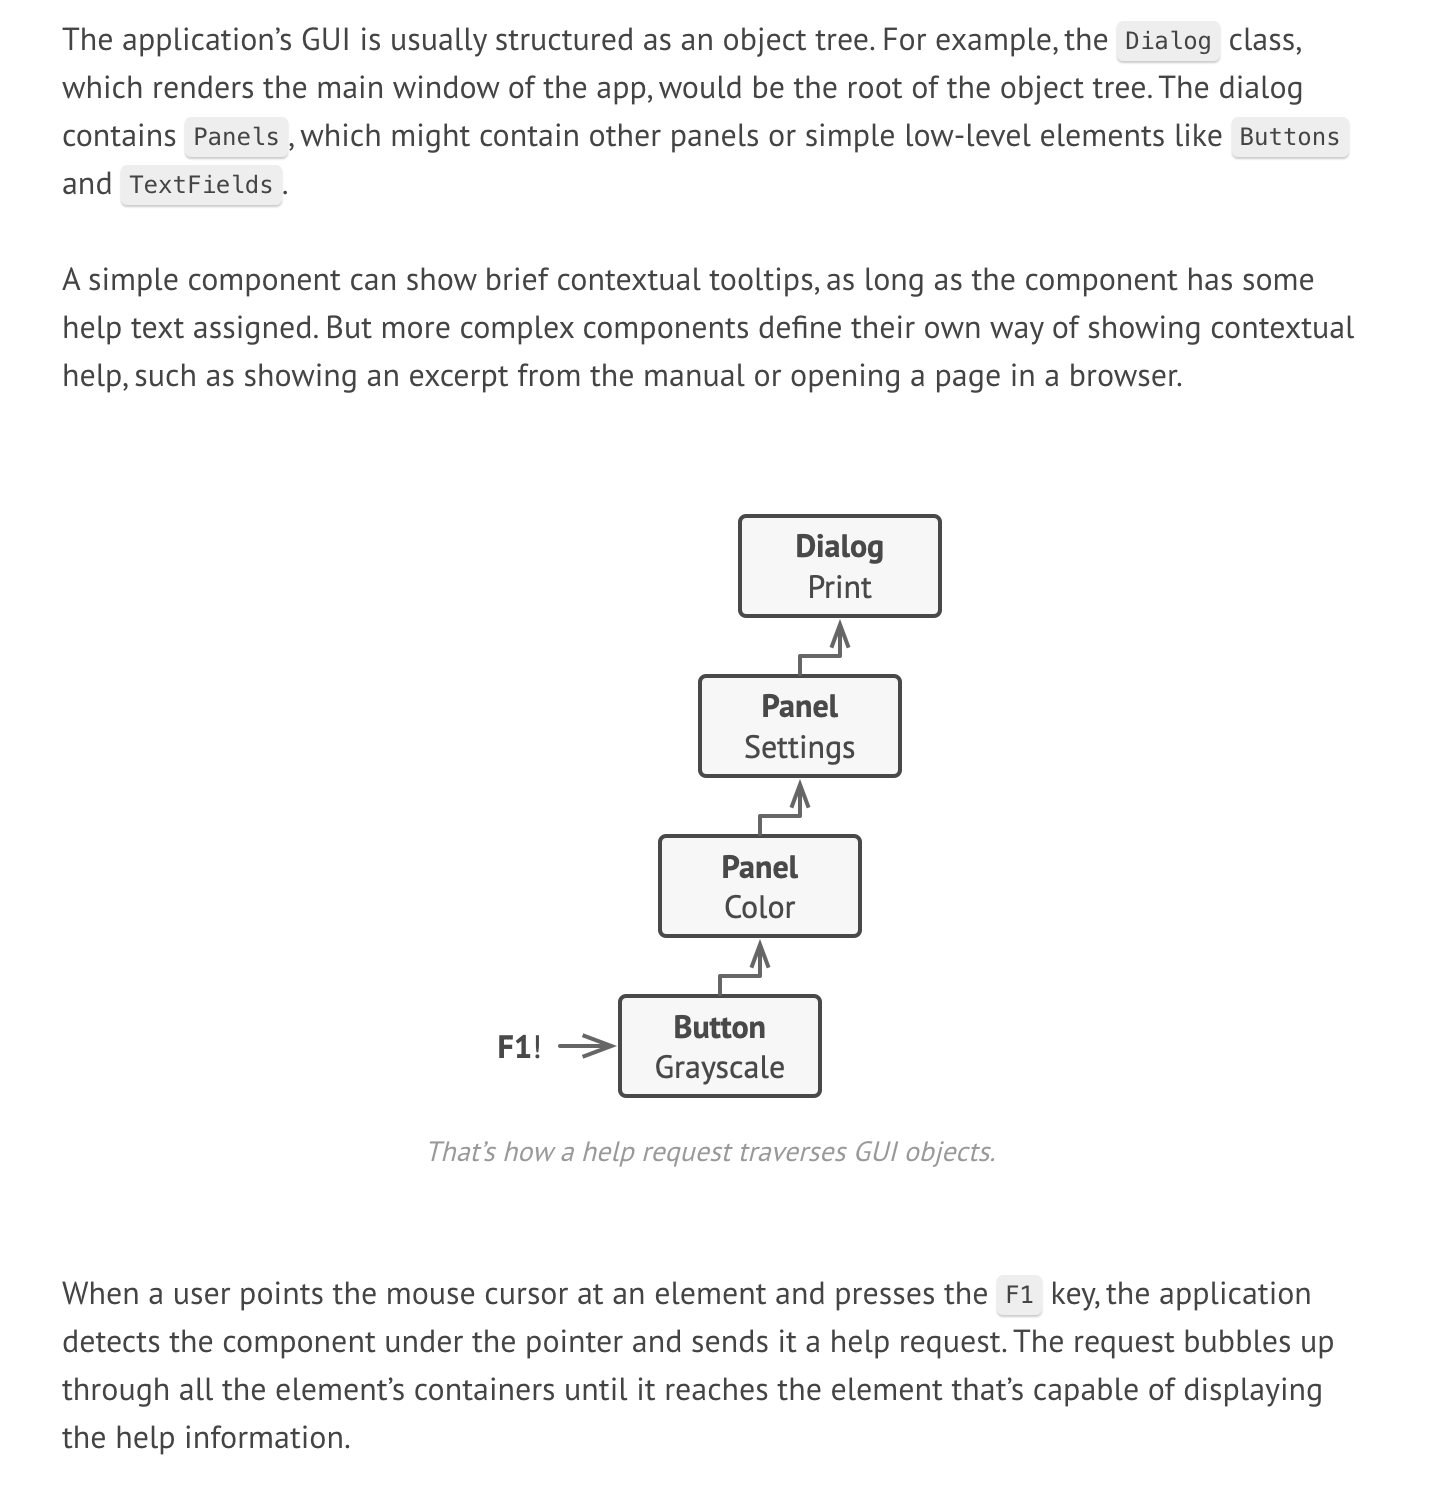 The application’s GUI is usually structured as an object tree. For example, the Dialog class,
which renders the main window of the app, would be the root of the object tree. The dialog
contains Panels, which might contain other panels or simple low-level elements like Buttons
and TextFields.
A simple component can show brief contextual tooltips, as long as the component has some
help text assigned. But more complex components define their own way of showing contextual
help, such as showing an excerpt from the manual or opening a page in a browser.
Dialog
Print
Panel
Settings
Panel
Color
F1!
Button
Grayscale
That’s how a help request traverses GUI objects.
When a user points the mouse cursor at an element and presses the F1 key, the application
detects the component under the pointer and sends it a help request. The request bubbles up
through all the element’s containers until it reaches the element that’s capable of displaying
the help information.